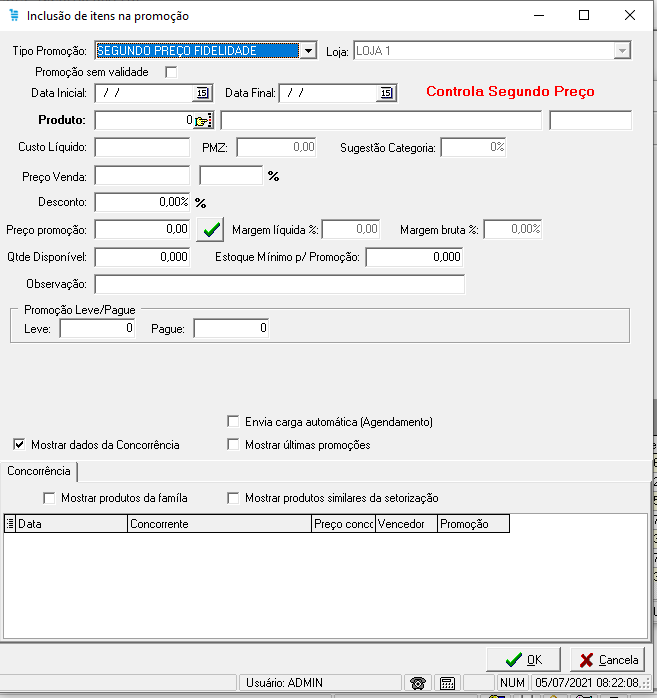 Inclusão de itens na promoção
Tipo Promoção: SEGUNDO PREÇO FIDELIDADE Loja: LOJA 1
Promoção sem validade
Data Inicial: / / 15 Data Final: / / 15 Controla Segundo Preço
Produto: 0
Custo Líquido: PMZ: 0,00 Sugestão Categoria: 0%
Preço Venda: %
Desconto: 0,00% %
Preço promoção: 0,00 Margem líquida %: 0,00 Margem bruta %: 0,00%
Qtde Disponível: 0,000 Estoque Mínimo p/ Promoção: 0,000
Observação:
Promoção Leve/Pague
Leve: 0 Pague: 0
Envia carga automática (Agendamento)
Mostrar dados da Concorrência Mostrar últimas promoções
Concorrência
Mostrar produtos da famíla Mostrar produtos similares da setorização
Data Concorrente Preço conc Vencedor Promoção
OK Cancela
Usuário: ADMIN NUM 05/07/2021 08:22:08